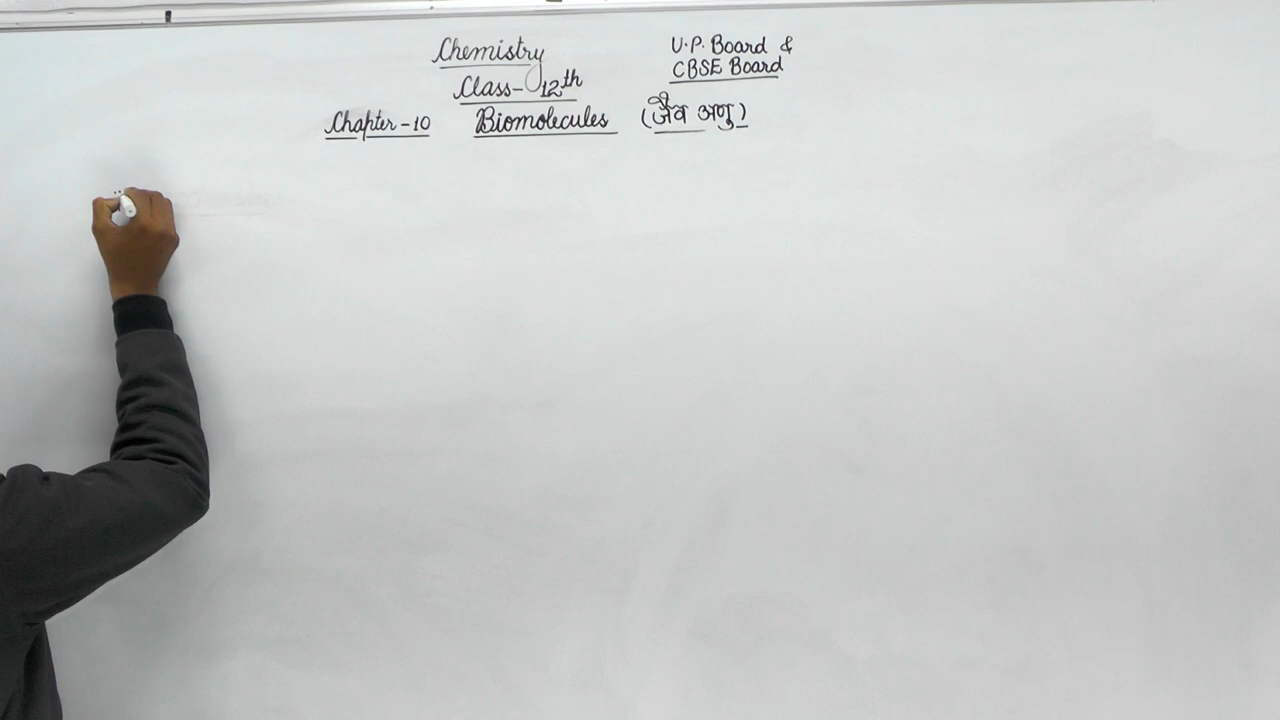 Chemistry
Class-12th
U.P. Board &
CBSE Board
Chapter-10 Biomolecules (जैव अणु)